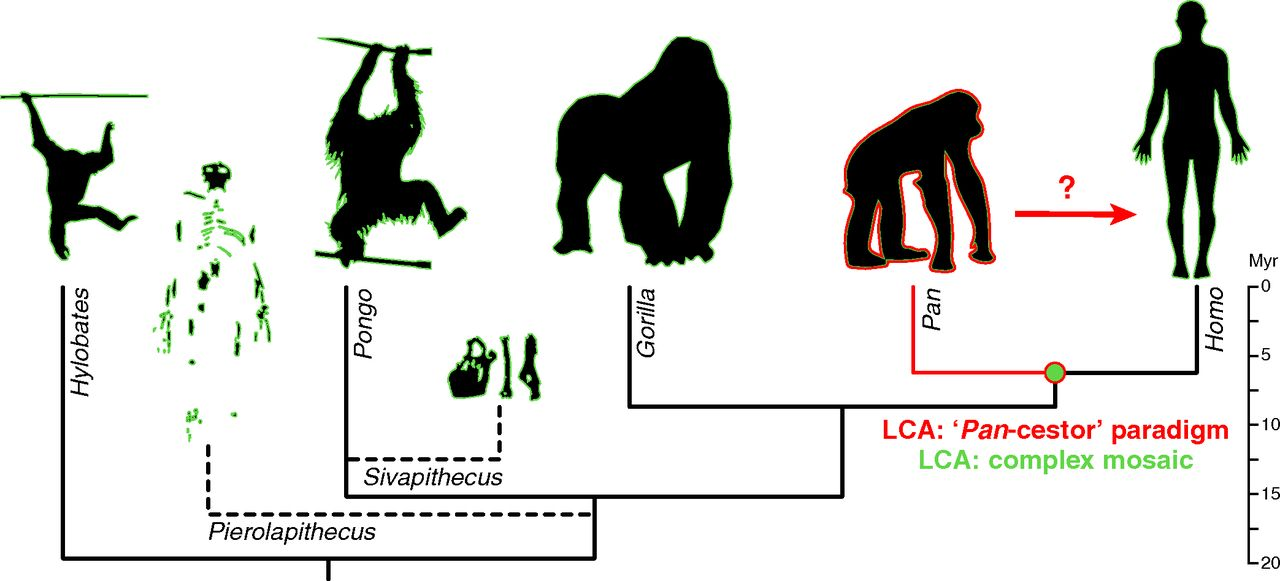 ?
Myr
0
Hylobates
Pongo
Gorilla
Pan
Homo
5
LCA: ‘Pan-cestor’ paradigm
10
LCA: complex mosaic
Sivapithecus
15
Pierolapithecus
20